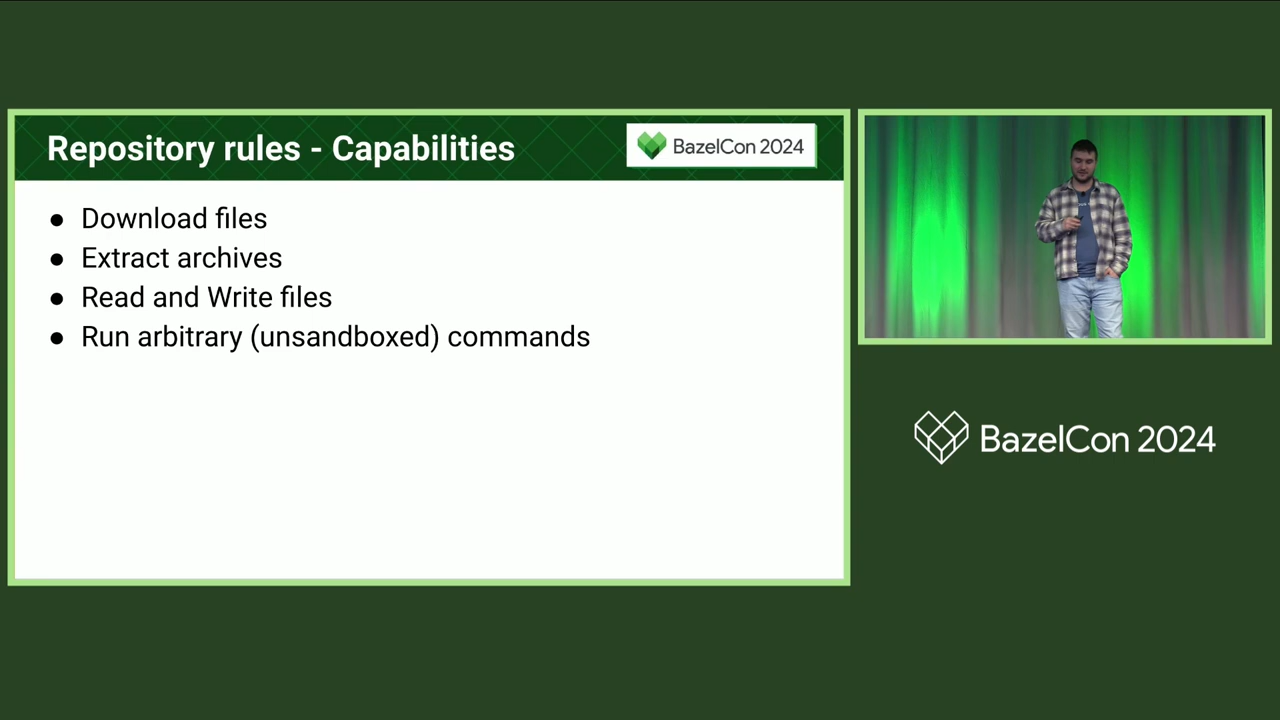 Repository rules - Capabilities
BazelCon 2024
● Download files
● Extract archives
● Read and Write files
● Run arbitrary (unsandboxed) commands
BazelCon 2024